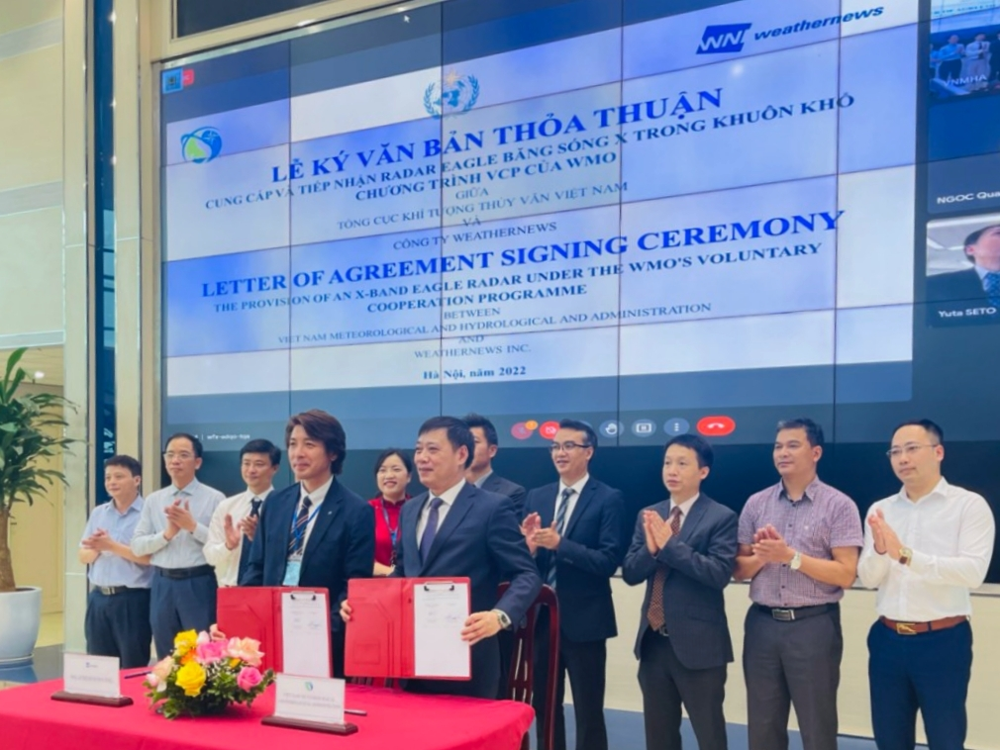 WNI weathernews
LỄ KÝ VĂN BẢN THỎA THUẬN
CUNG CẤP VÀ TIẾP NHẬN RADAR EAGLE BĂNG SÓNG X TRONG KHUÔN KHỔ
CHƯƠNG TRÌNH VCP CỦA WMO
GIỮA
TỔNG CỤC KHÍ TƯỢNG THỦY VĂN VIỆT NAM
VÀ
CÔNG TY WEATHERNEWS
LETTER OF AGREEMENT SIGNING CEREMONY
THE PROVISION OF AN X-BAND EAGLE RADAR UNDER THE WMO'S VOLUNTARY
COOPERATION PROGRAMME
BETWEEN
VIET NAM METEOROLOGICAL AND HYDROLOGICAL AND ADMINISTRATION
AND
WEATHERNEWS INC.
Hà Nội, năm 2022
VNMHA
NGOC Qua
Yuta SETO